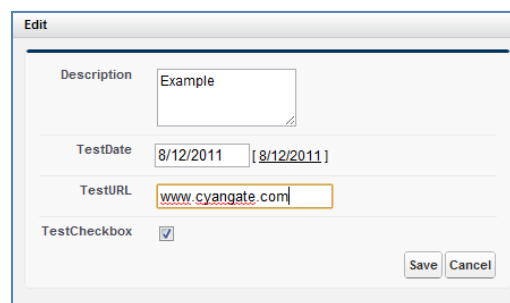 Edit
Description
Example
TestDate
8/12/2011 [ 8/12/2011 ]
TestURL
www.cyangate.com
TestCheckbox
Save Cancel